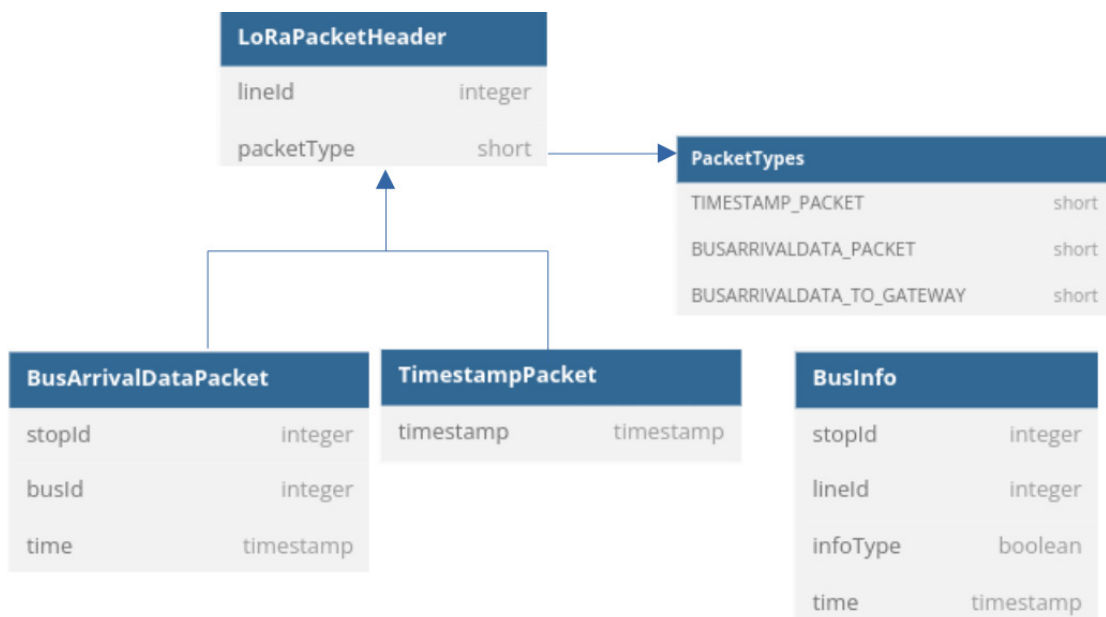 LoRaPacketHeader
lineId integer
packetType short
PacketTypes
TIMESTAMP_PACKET short
BUSARRIVALDATA_PACKET short
BUSARRIVALDATA_TO_GATEWAY short
BusArrivalDataPacket
stopId integer
busId integer
time timestamp
TimestampPacket
timestamp timestamp
BusInfo
stopId integer
lineId integer
infoType boolean
time timestamp